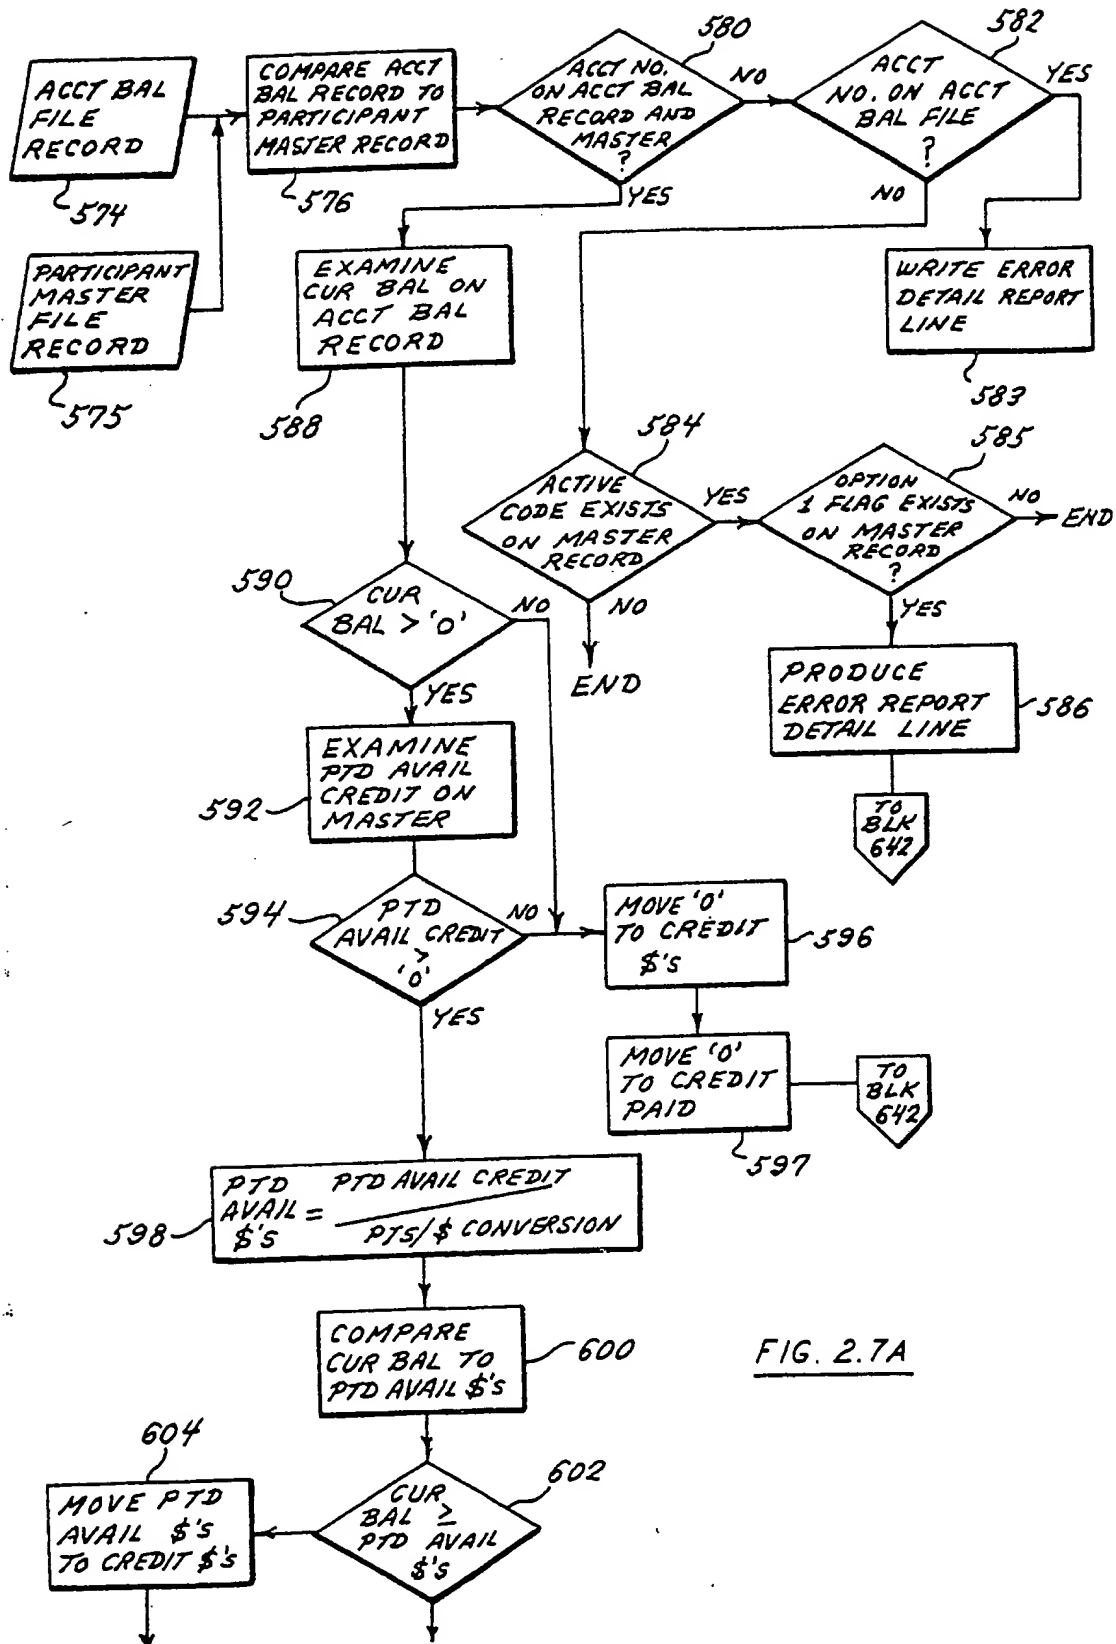 580
582
ACCT BAL
FILE
RECORD
574
COMPARE ACCT
BAL RECORD TO
PARTICIPANT
MASTER RECORD
576
ACCT NO.
ON ACCT BAL
RECORD AND
MASTER
?
NO
YES
ACCT
NO. ON ACCT
BAL FILE
?
YES
NO
PARTICIPANT
MASTER
FILE
RECORD
575
EXAMINE
CUR BAL ON
ACCT BAL
RECORD
588
WRITE ERROR
DETAIL REPORT
LINE
583
584
ACTIVE
CODE EXISTS
ON MASTER
RECORD
YES
NO
END
585
OPTION
1 FLAG EXISTS
ON MASTER
RECORD
?
NO
END
YES
590
CUR
BAL > '0'
NO
YES
PRODUCE
ERROR REPORT
DETAIL LINE
586
TO
BLK
642
EXAMINE
PTD AVAIL
CREDIT ON
MASTER
592
594
PTD
AVAIL CREDIT
>
'0'
NO
YES
MOVE '0'
TO CREDIT
$'s
596
MOVE '0'
TO CREDIT
PAID
597
TO
BLK
642
PTD
AVAIL
$'s
=
PTD AVAIL CREDIT
PTS/$ CONVERSION
598
COMPARE
CUR BAL TO
PTD AVAIL $'s
600
FIG. 2.7A
604
MOVE PTD
AVAIL $'s
TO CREDIT $'s
602
CUR
BAL ≥
PTD AVAIL
$'s